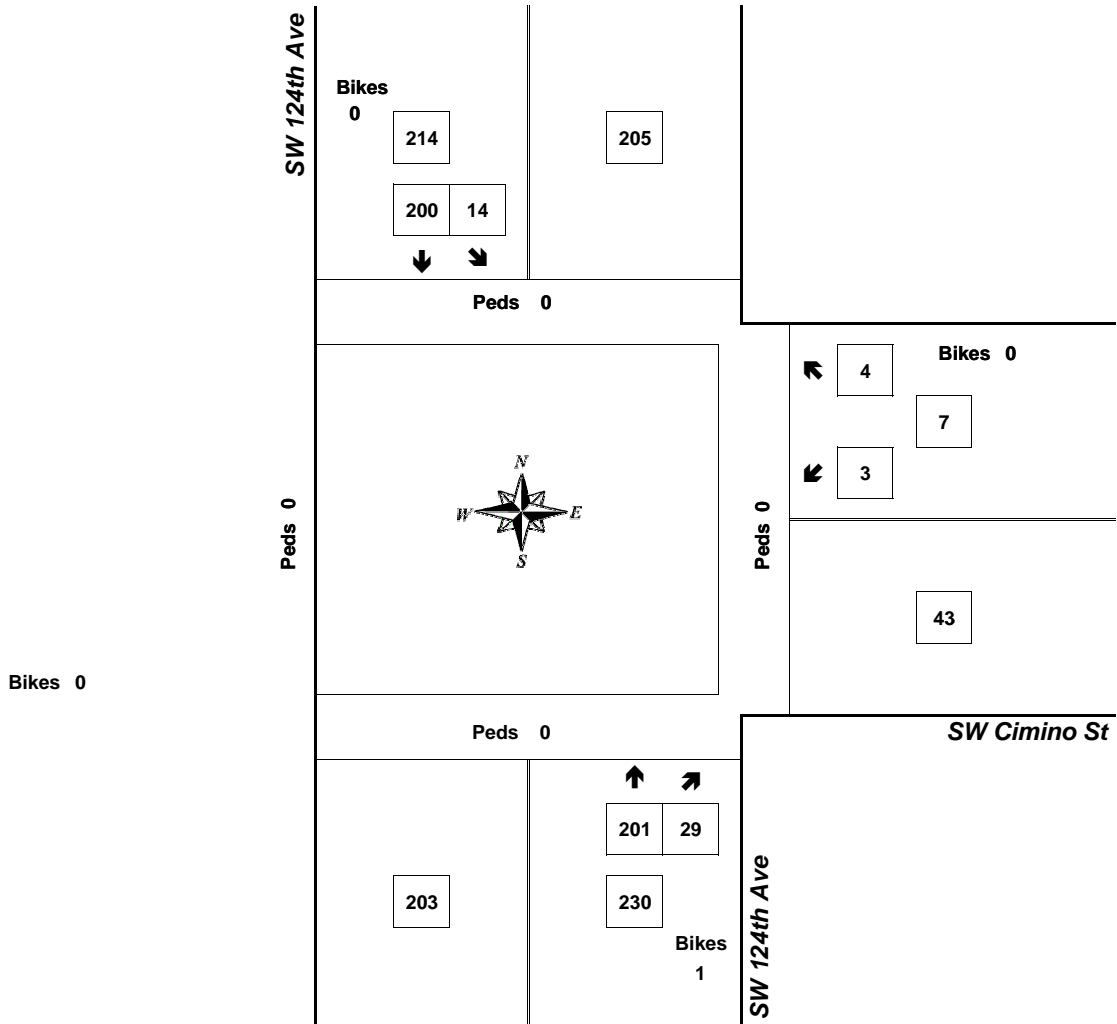 SW 124th Ave
Bikes
0
214
205
200 14
Peds 0
4
Bikes 0
7
3
N
W E
S
Peds 0
Peds 0
43
Bikes 0
Peds 0
SW Cimino St
201 29
203
230
Bikes
1
SW 124th Ave